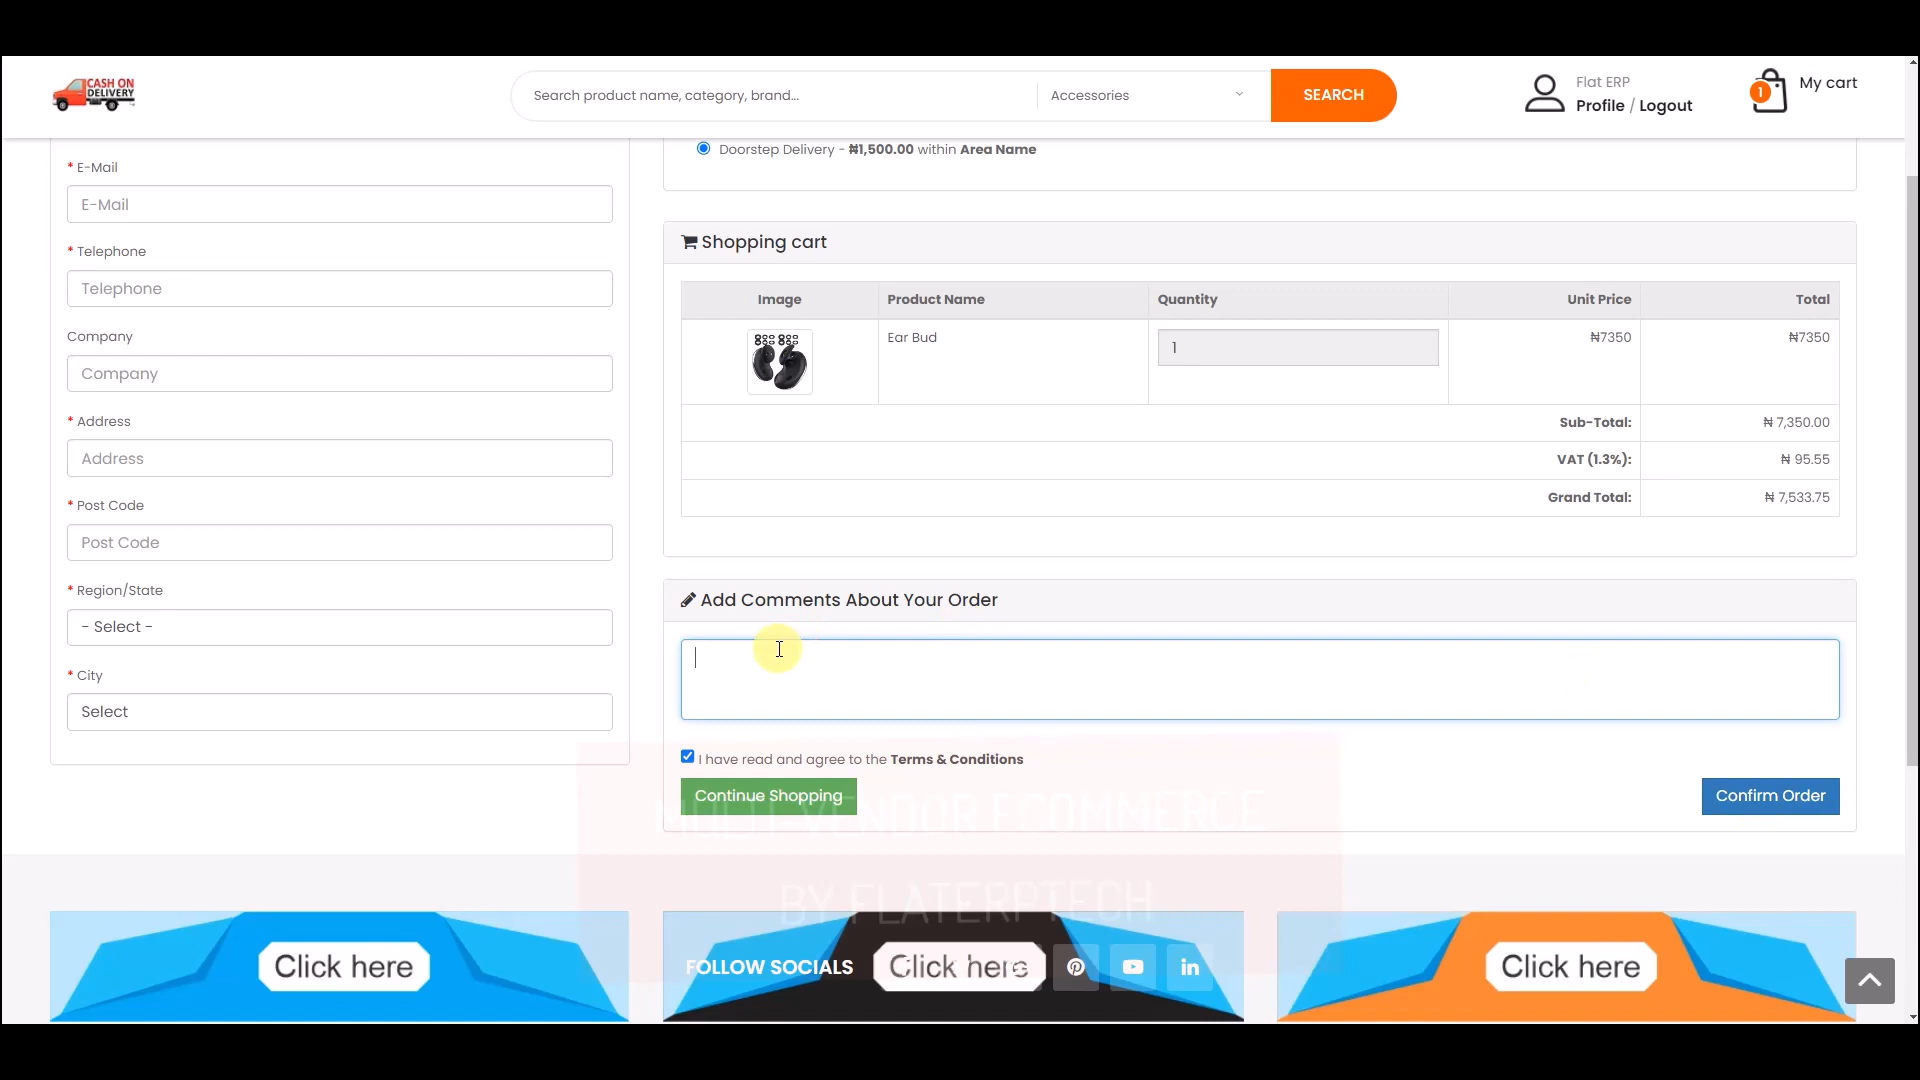 CASH ON
DELIVERY
Search product name, category, brand...
Accessories
SEARCH
Flat ERP
Profile / Logout
1
My cart
* E-Mail
E-Mail
* Telephone
Telephone
Company
Company
* Address
Address
* Post Code
Post Code
* Region/State
- Select -
* City
Select
Doorstep Delivery - ₦1,500.00 within Area Name
Shopping cart
Image Product Name Quantity Unit Price Total
Ear Bud 1 ₦7350 ₦7350
Sub-Total: ₦ 7,350.00
VAT (1.3%): ₦ 95.55
Grand Total: ₦ 7,533.75
Add Comments About Your Order
I have read and agree to the Terms & Conditions
Continue Shopping
Confirm Order
MULTI VENDOR ECOMMERCE
BY FLATERPTECH
Click here
FOLLOW SOCIALS
Click here
Click here